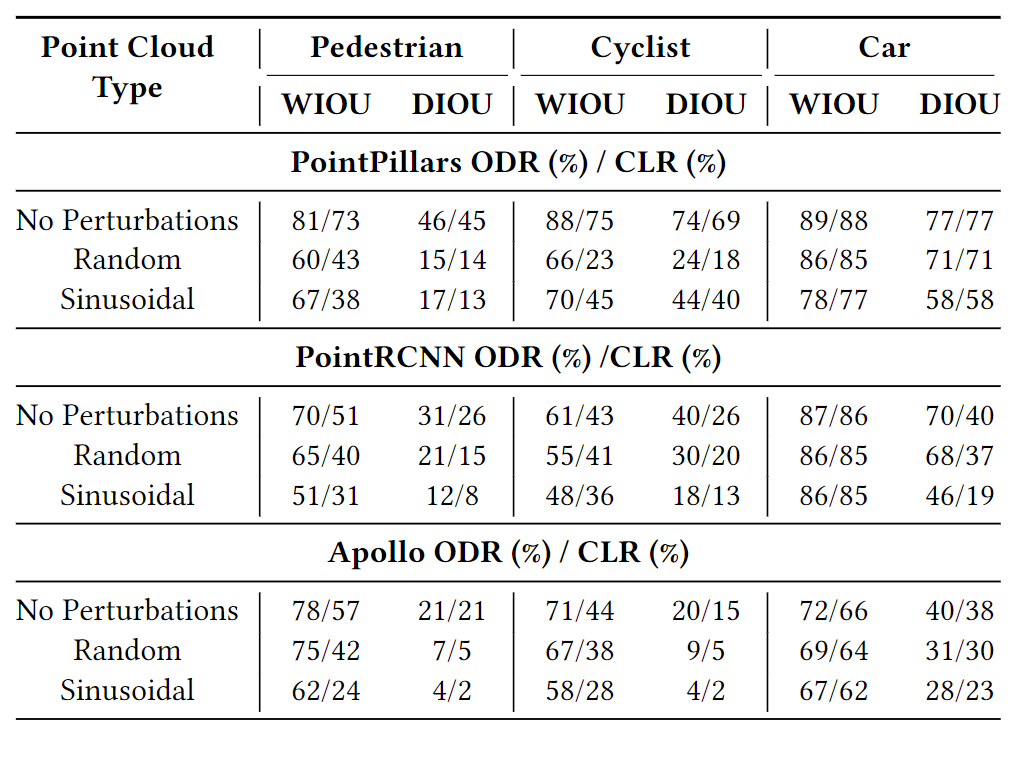 Point Cloud Type Pedestrian Cyclist Car
WIOU DIOU WIOU DIOU WIOU DIOU
PointPillars ODR (%) / CLR (%)
No Perturbations 81/73 46/45 88/75 74/69 89/88 77/77
Random 60/43 15/14 66/23 24/18 86/85 71/71
Sinusoidal 67/38 17/13 70/45 44/40 78/77 58/58
PointRCNN ODR (%) /CLR (%)
No Perturbations 70/51 31/26 61/43 40/26 87/86 70/40
Random 65/40 21/15 55/41 30/20 86/85 68/37
Sinusoidal 51/31 12/8 48/36 18/13 86/85 46/19
Apollo ODR (%) / CLR (%)
No Perturbations 78/57 21/21 71/44 20/15 72/66 40/38
Random 75/42 7/5 67/38 9/5 69/64 31/30
Sinusoidal 62/24 4/2 58/28 4/2 67/62 28/23